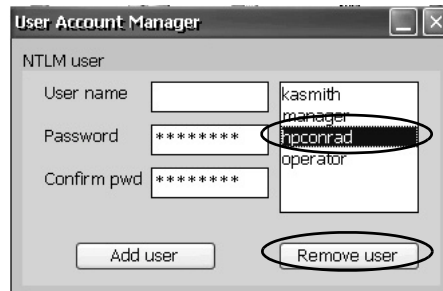 User Account Manager
NTLM user
User name
kasmith
manager
Password ********
hpconrad
operator
Confirm pwd ********
Add user
Remove user